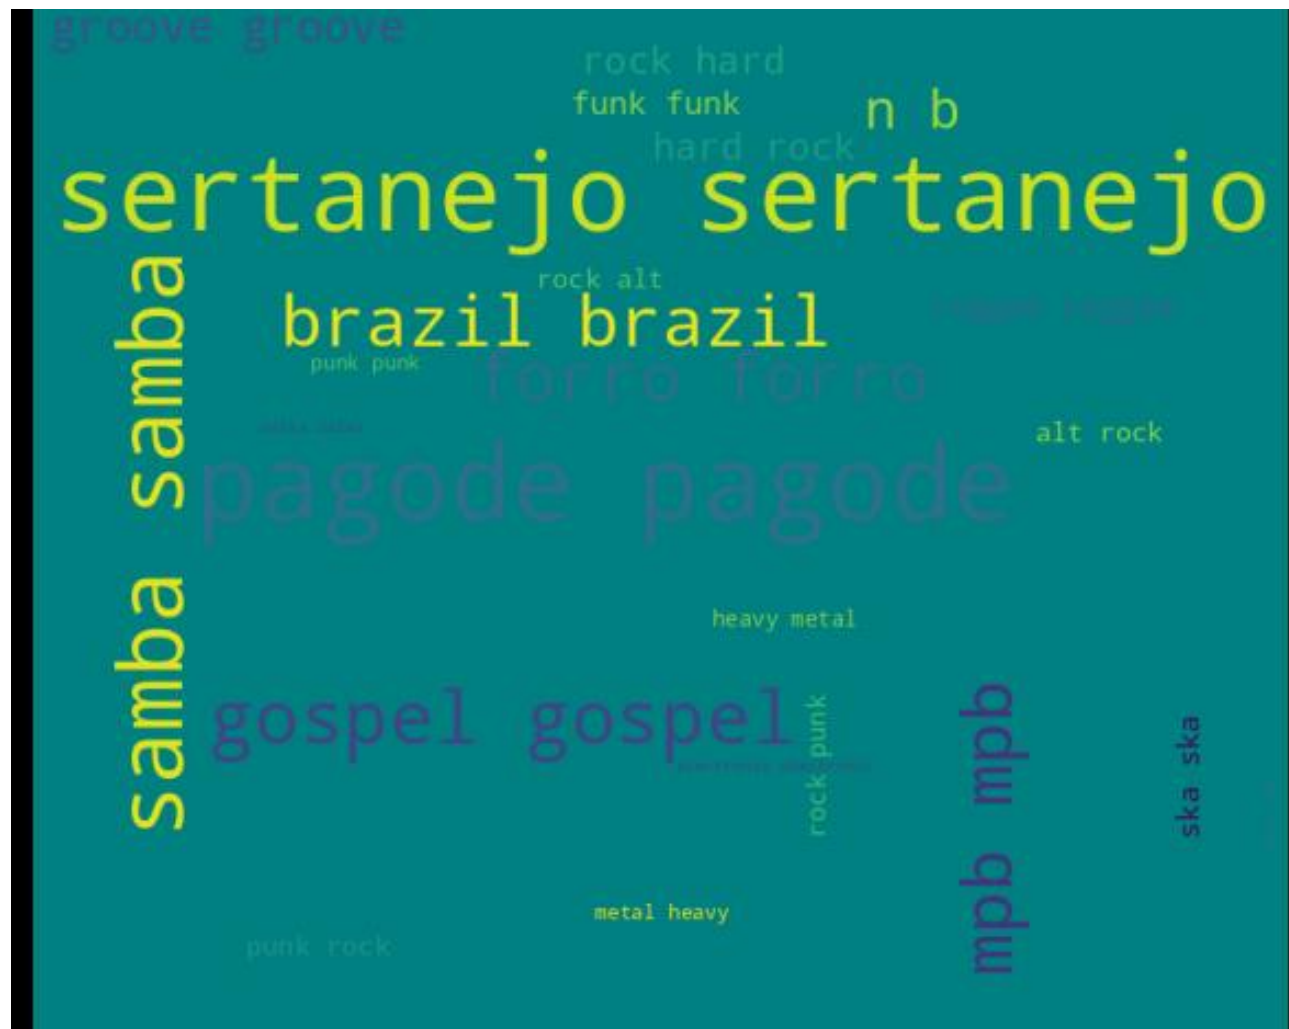 groove groove
rock hard
funk funk
n b
hard rock
sertanejo sertanejo
samba samba
rock alt
brazil brazil
reggae reggae
punk punk
forro forro
alt rock
pagode pagode
heavy metal
gospel gospel
rock punk
mpb mpb
ska ska
metal heavy
punk rock